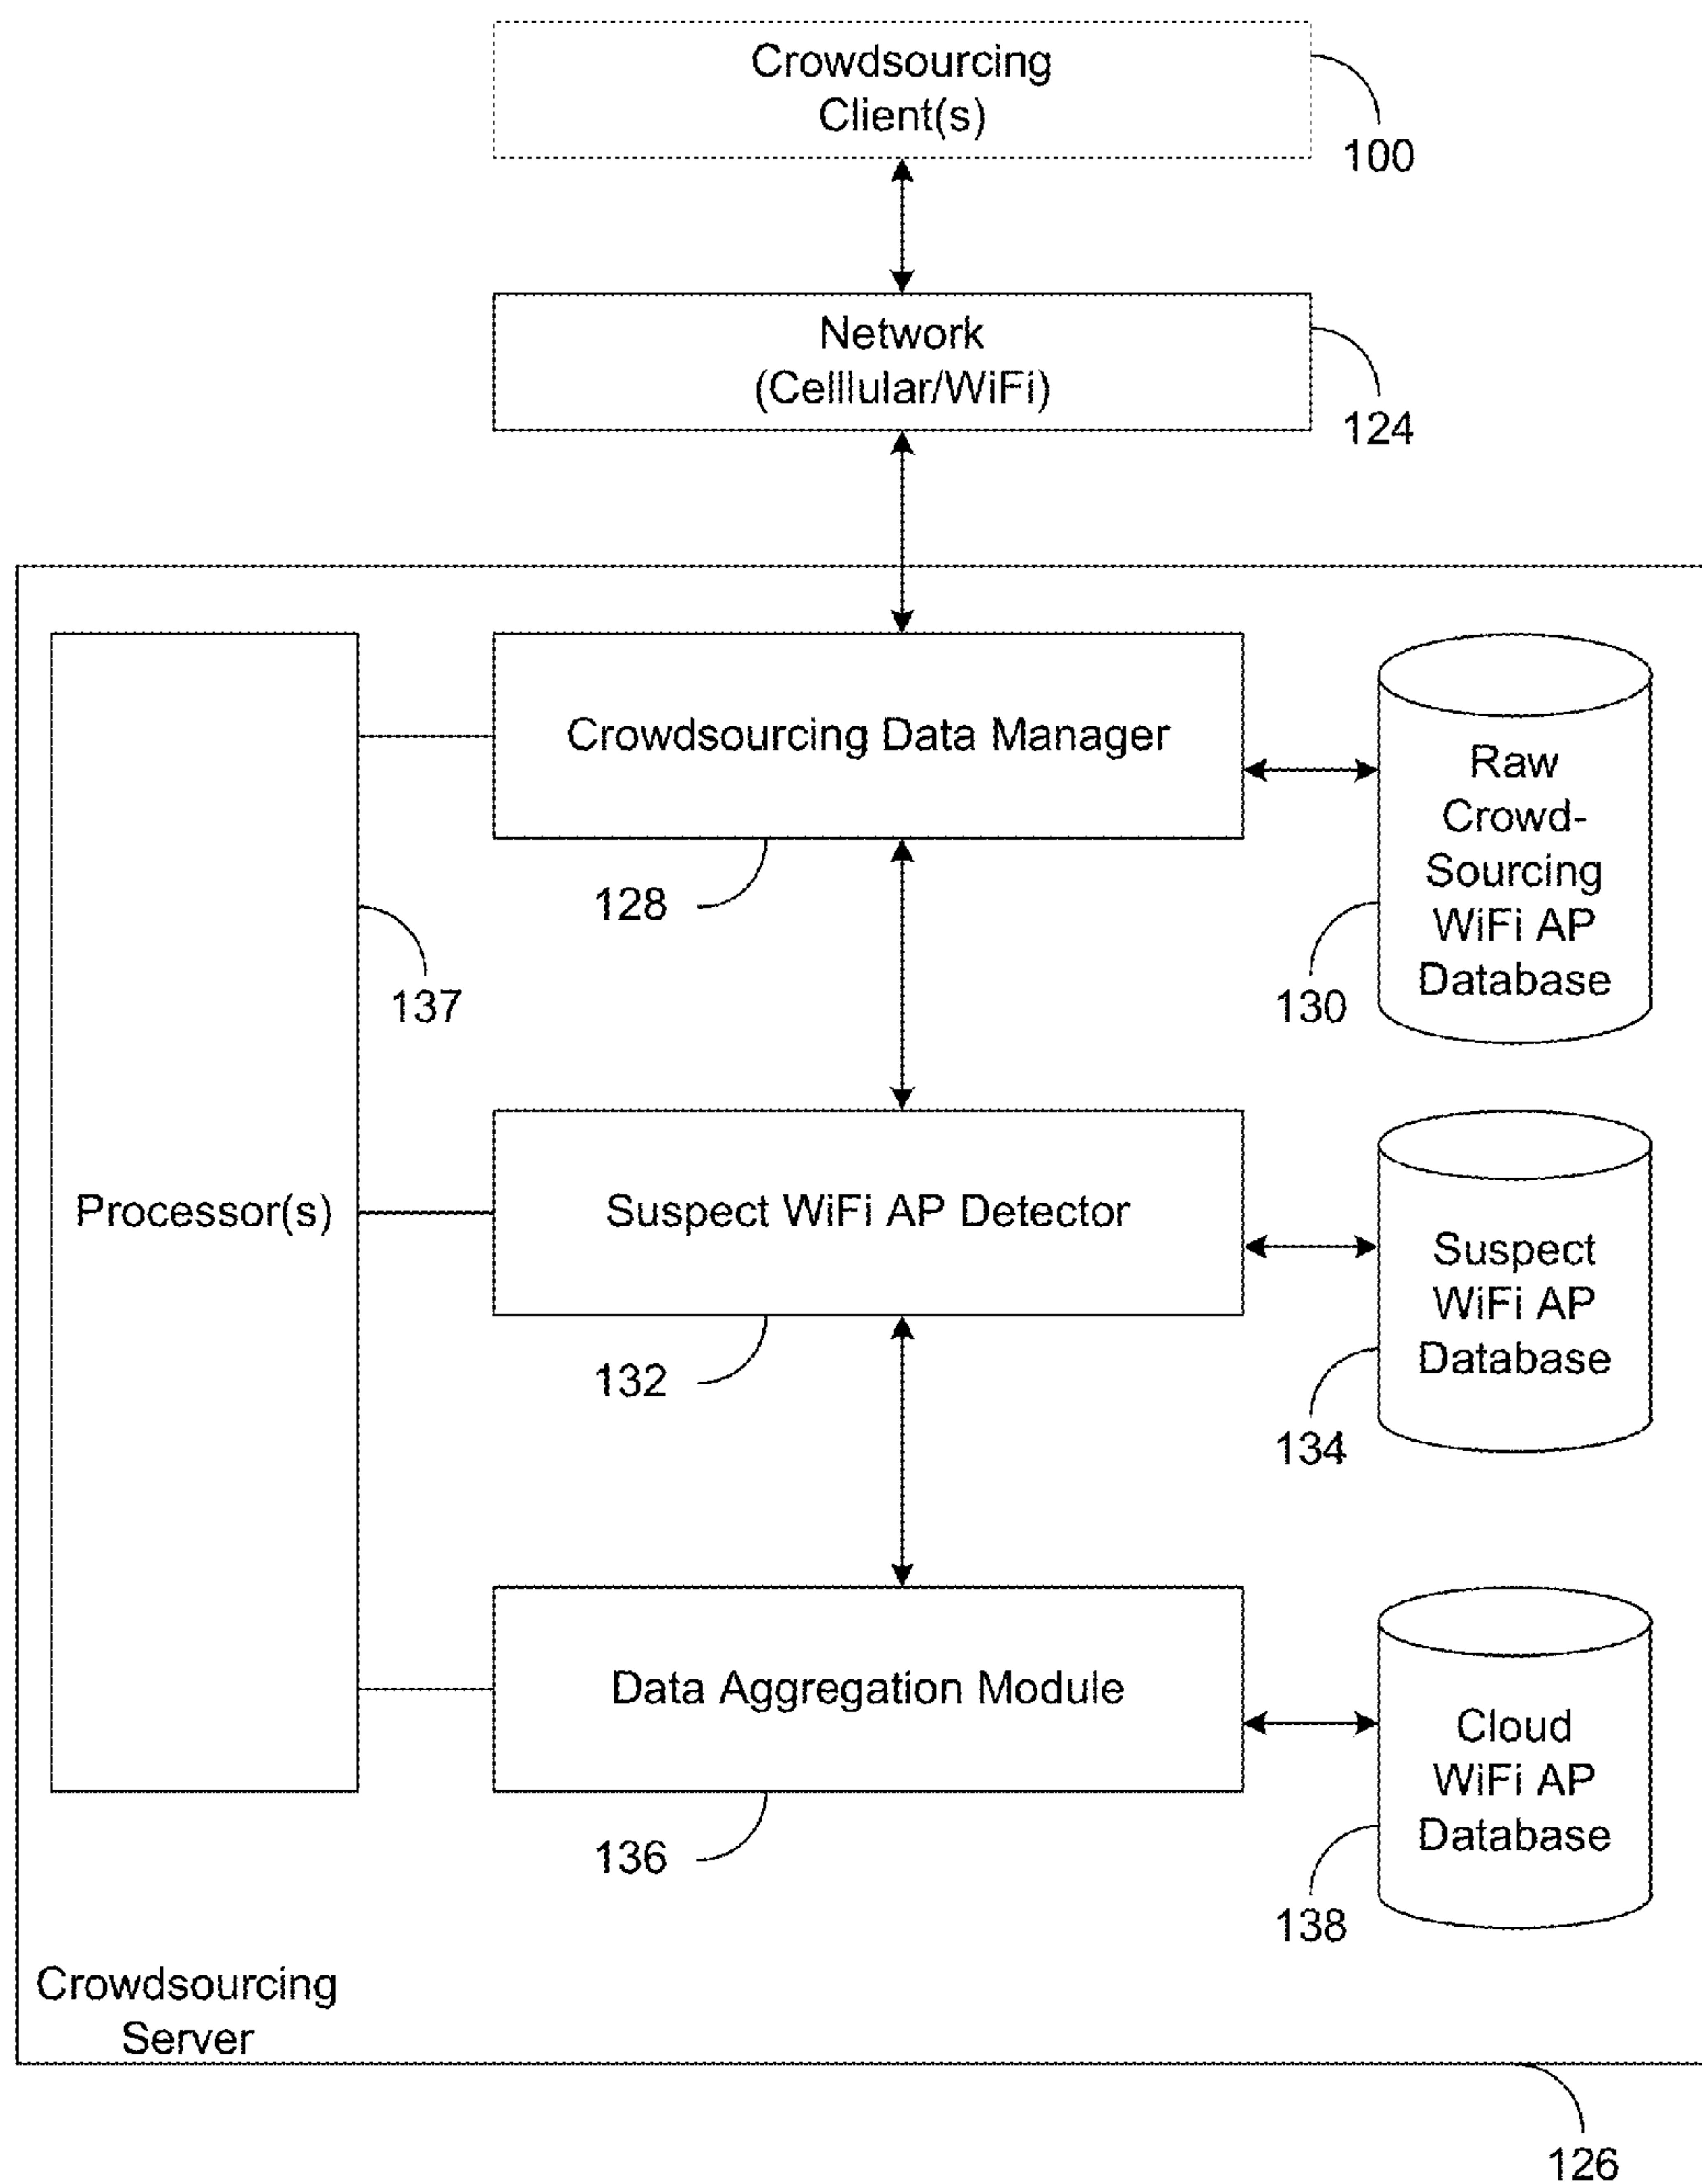 Crowdsourcing
Client(s)
100
Network
(Celllular/WiFi)
124
Crowdsourcing Data Manager
128
Raw
Crowd-
Sourcing
WiFi AP
Database
130
137
Processor(s)
Suspect WiFi AP Detector
132
Suspect
WiFi AP
Database
134
Data Aggregation Module
136
Cloud
WiFi AP
Database
138
Crowdsourcing
Server
126